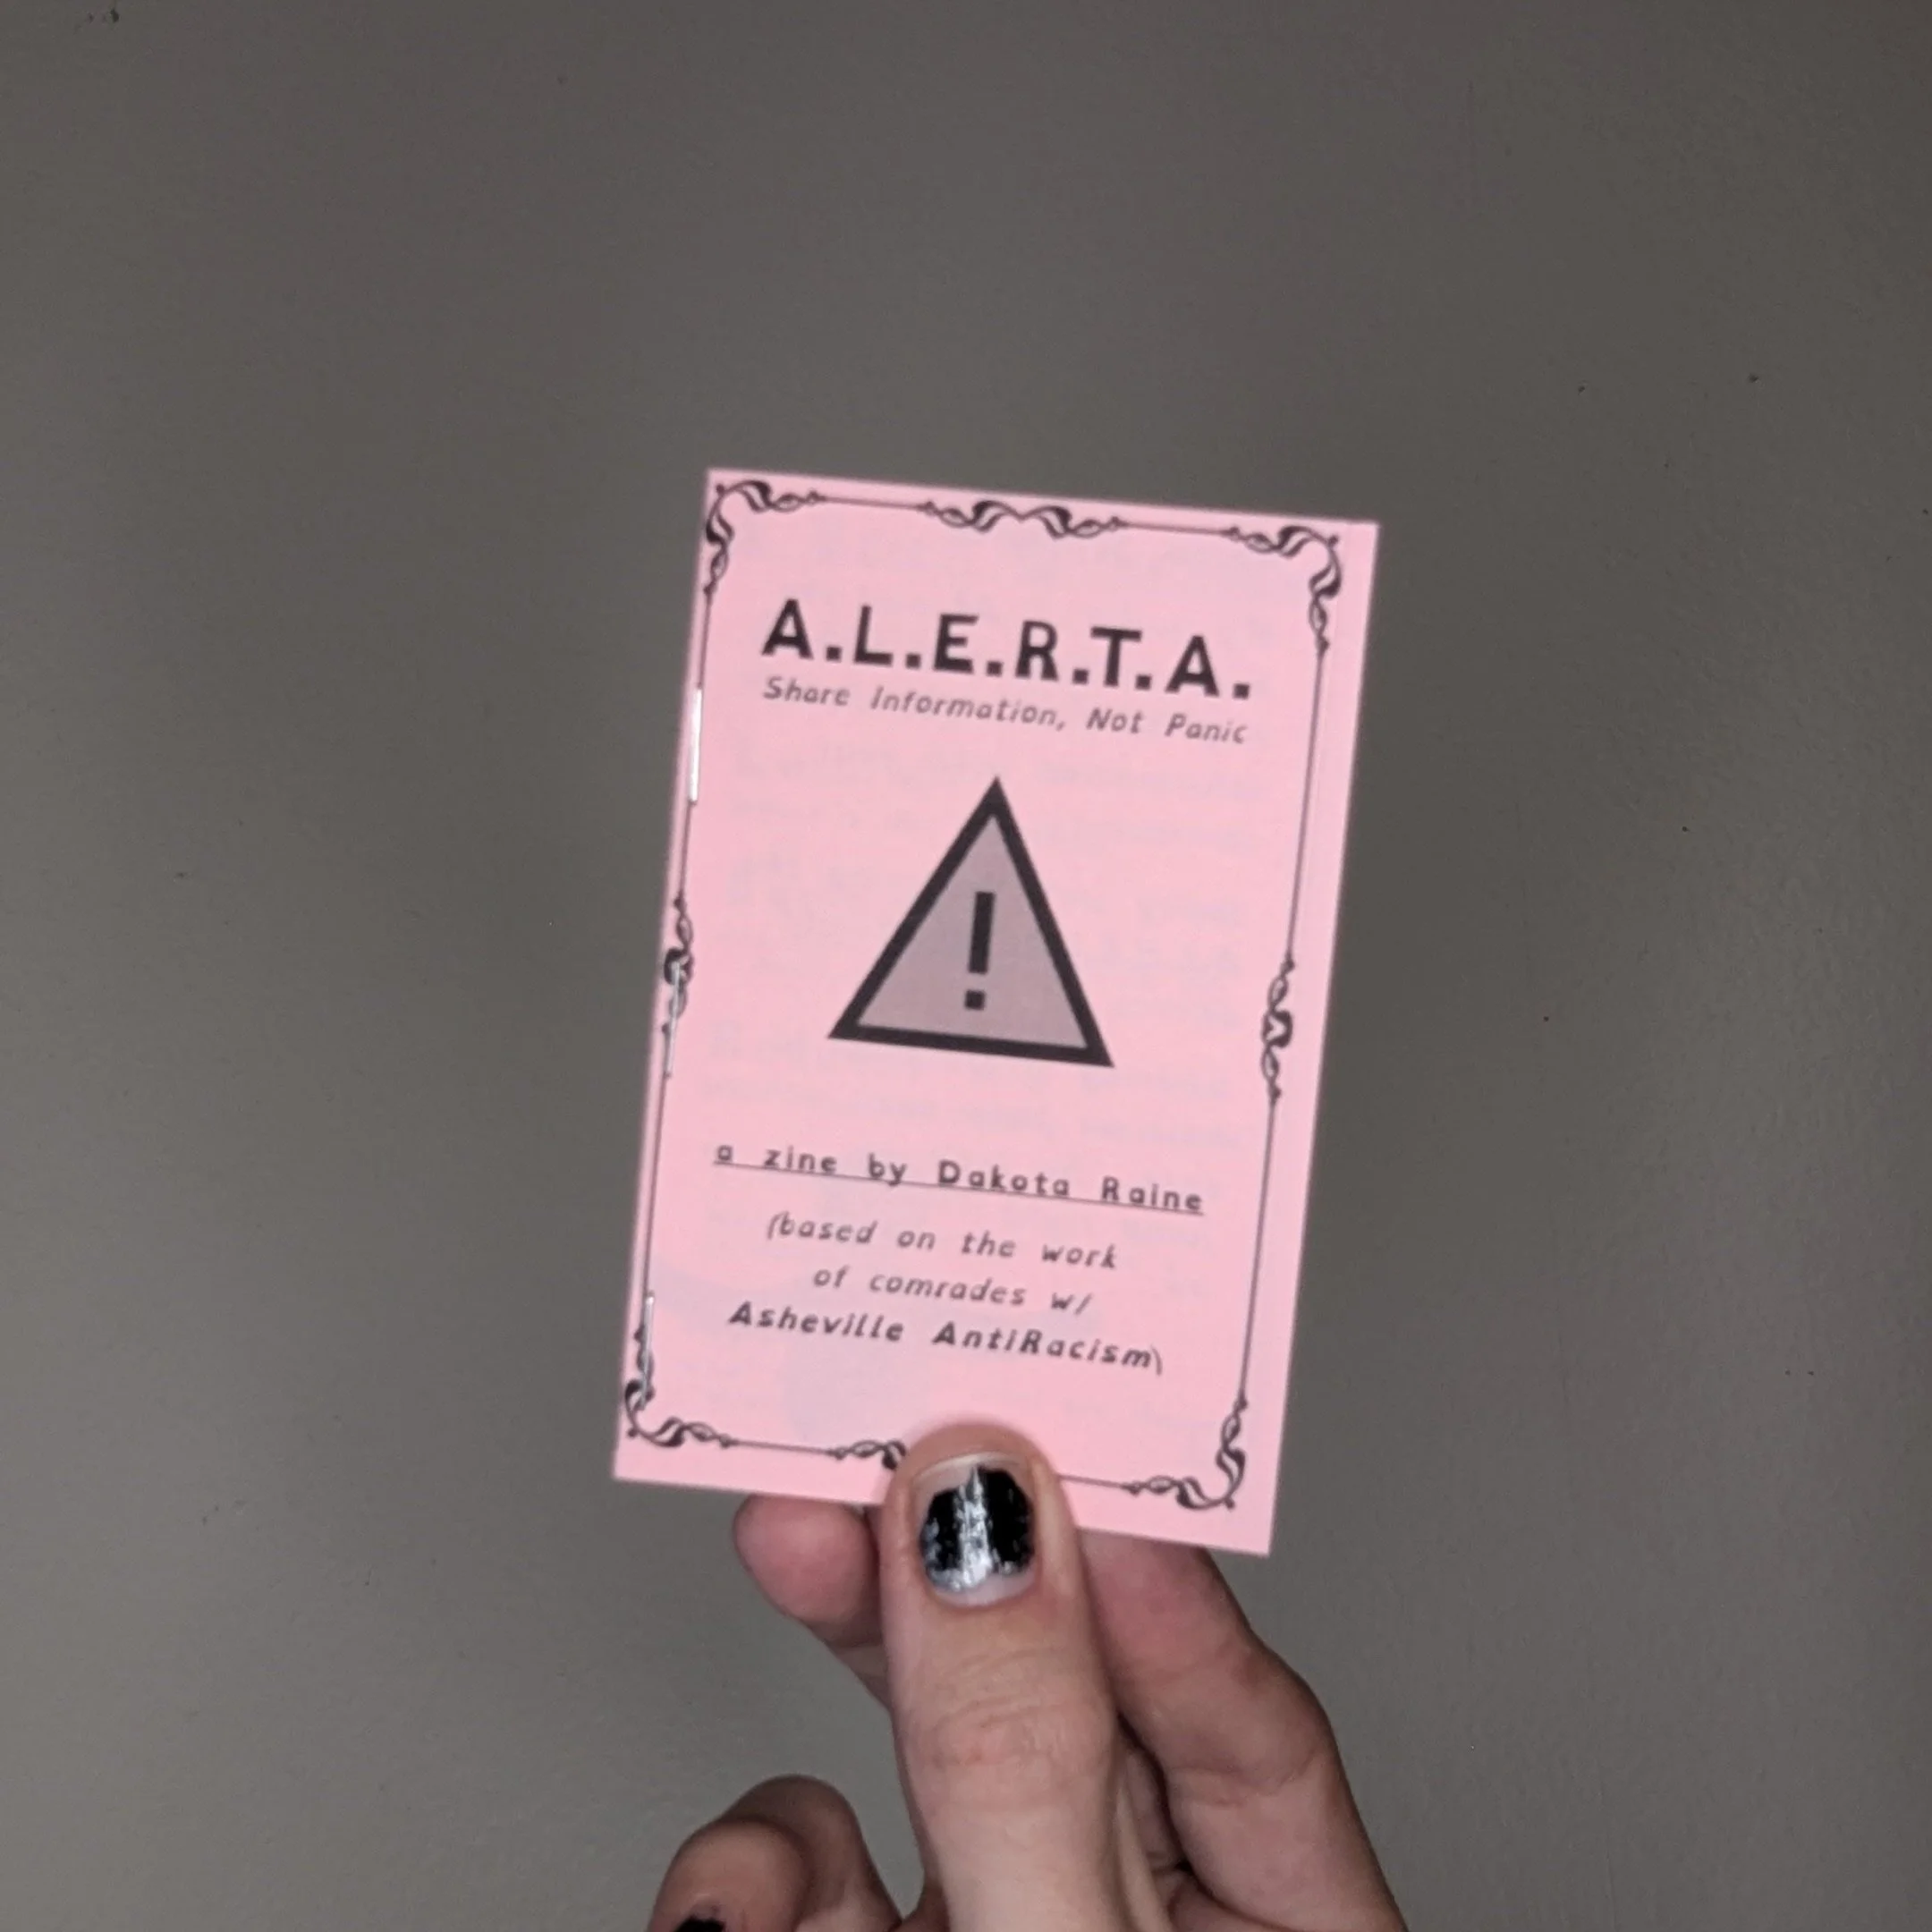 A.L.E.R.T.A.
Share Information, Not Panic
!
a zine by Dakota Raine
(based on the work
of comrades w/
Asheville AntiRacism)